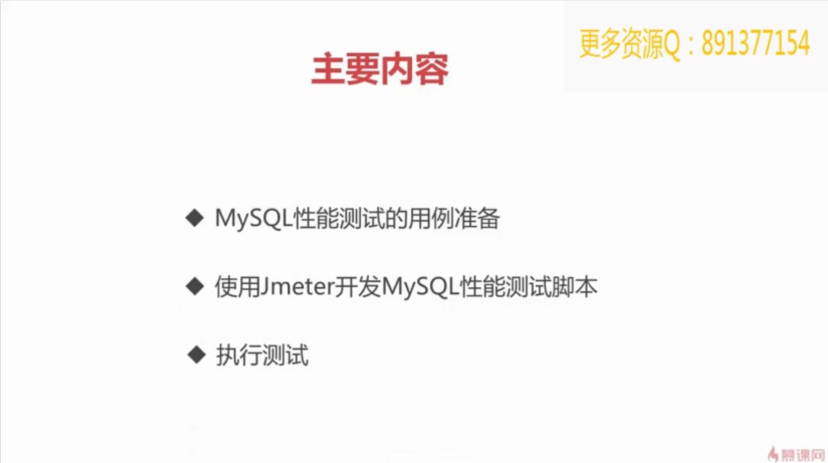 更多资源Q：891377154
主要内容
◆ MySQL性能测试的用例准备
◆ 使用Jmeter开发MySQL性能测试脚本
◆ 执行测试
慕课网